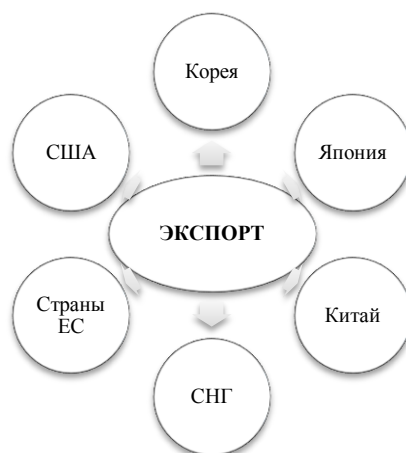 Корея
США
Япония
ЭКСПОРТ
Страны
ЕС
Китай
СНГ